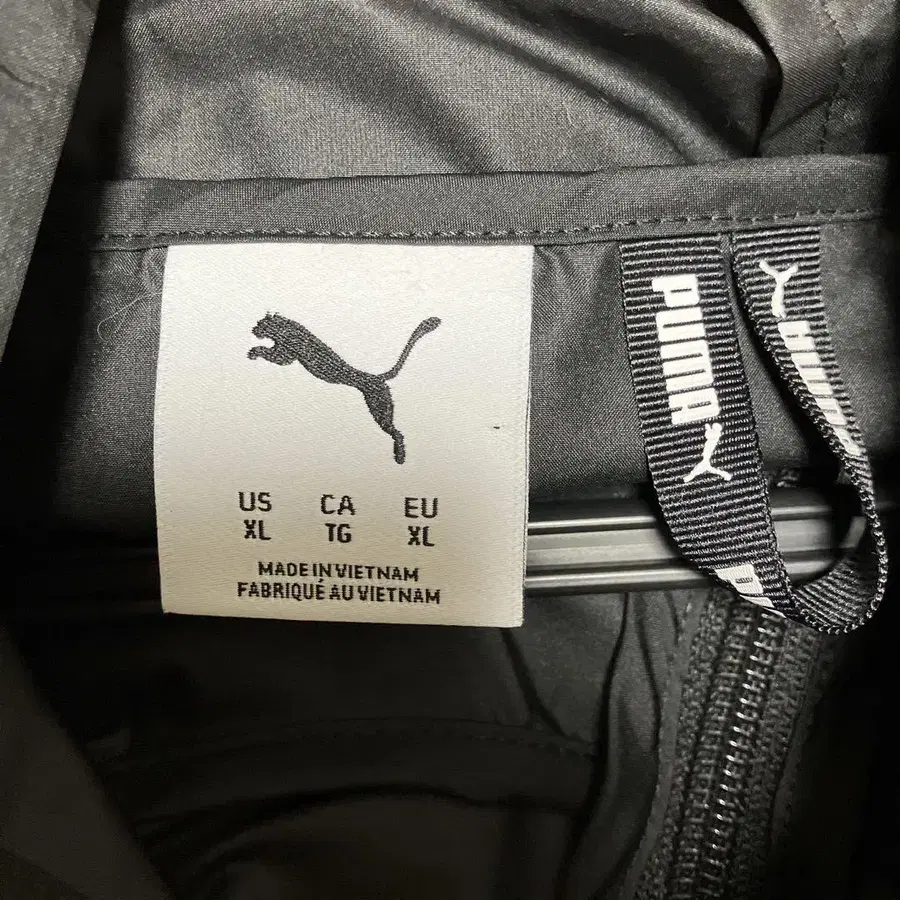 US CA EU
XL TG XL
MADE IN VIETNAM
FABRIQUÉ AU VIETNAM
PUMA
PUMA